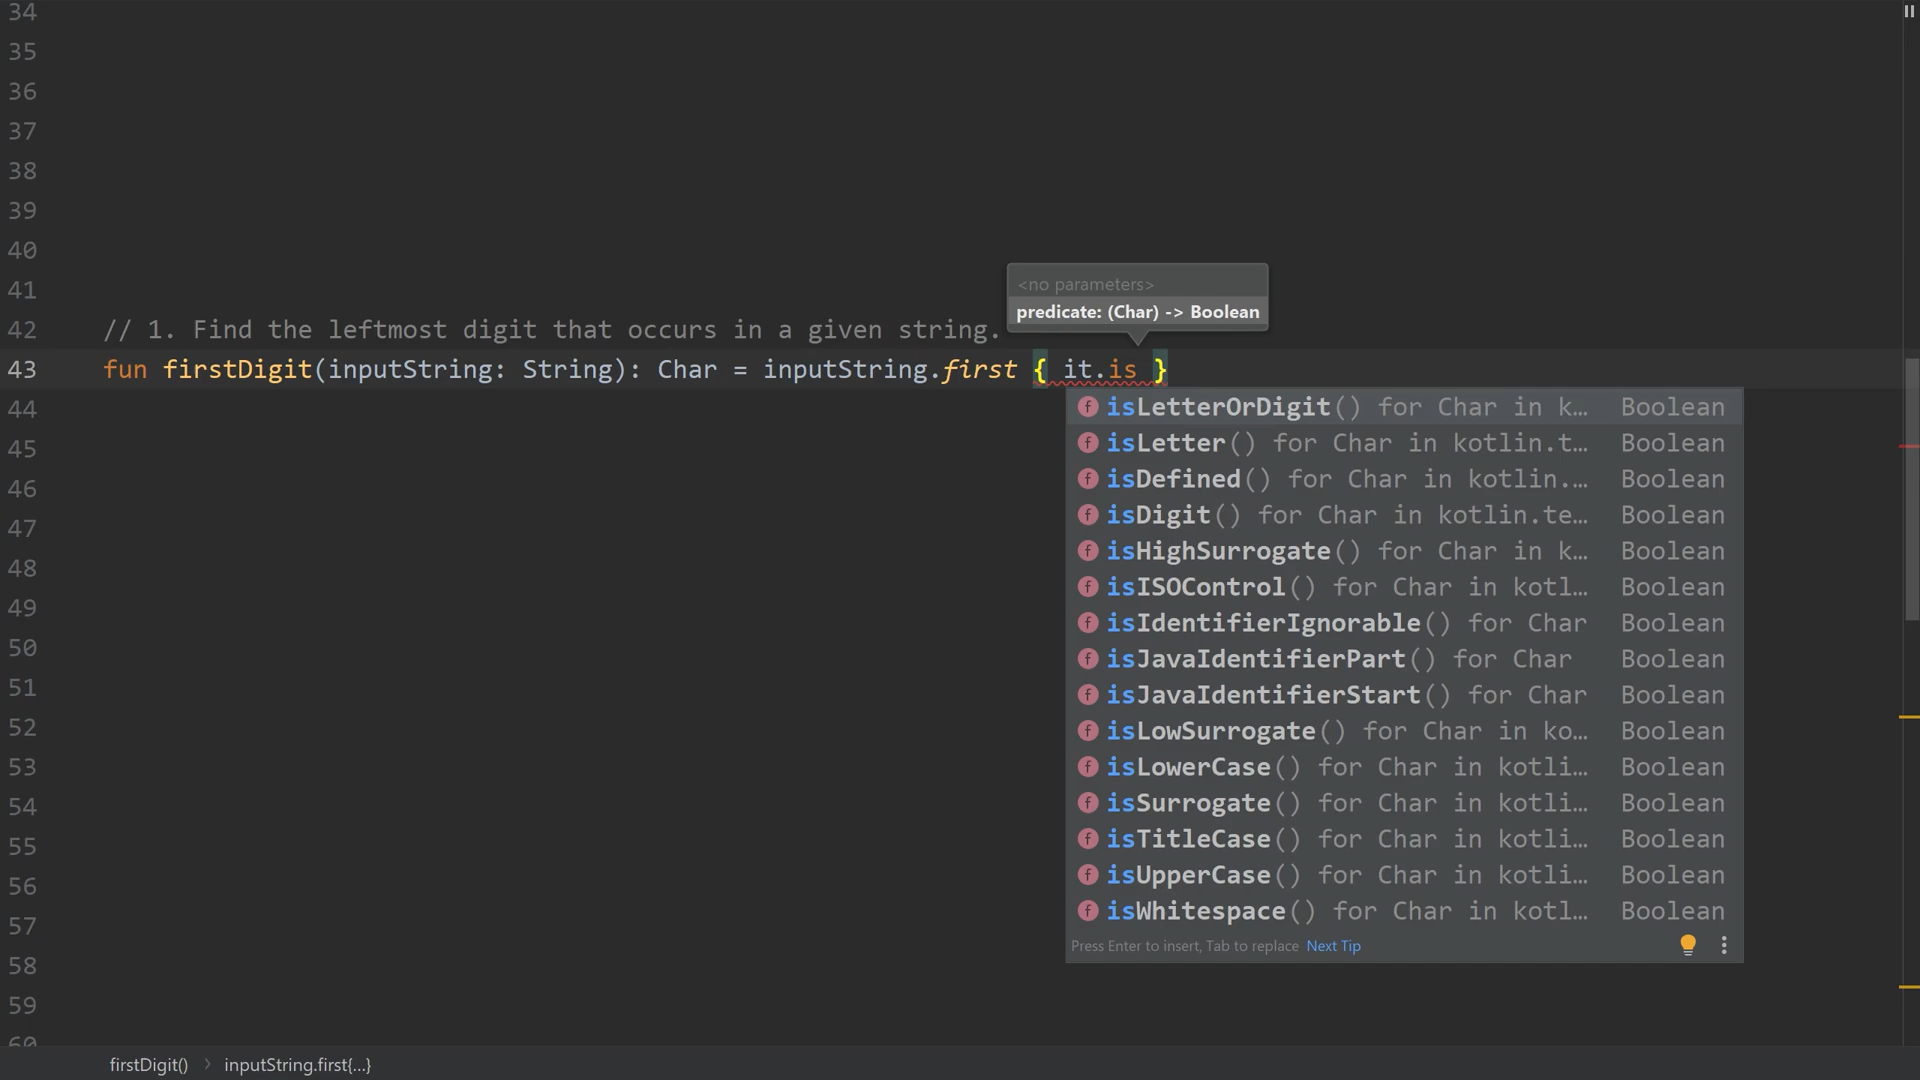 34
35
36
37
38
39
40
41
<no parameters>
predicate: (Char) -> Boolean
42 // 1. Find the leftmost digit that occurs in a given string.
43 fun firstDigit(inputString: String): Char = inputString.first { it.is }
44
45
46
47
48
49
50
51
52
53
54
55
56
57
58
59
60
isLetterOrDigit() for Char in k... Boolean
isLetter() for Char in kotlin.t... Boolean
isDefined() for Char in kotlin.... Boolean
isDigit() for Char in kotlin.te... Boolean
isHighSurrogate() for Char in k... Boolean
isISOControl() for Char in kotl... Boolean
isIdentifierIgnorable() for Char Boolean
isJavaIdentifierPart() for Char Boolean
isJavaIdentifierStart() for Char Boolean
isLowSurrogate() for Char in ko... Boolean
isLowerCase() for Char in kotli... Boolean
isSurrogate() for Char in kotli... Boolean
isTitleCase() for Char in kotli... Boolean
isUpperCase() for Char in kotli... Boolean
isWhitespace() for Char in kotl... Boolean
Press Enter to insert, Tab to replace Next Tip
firstDigit() › inputString.first{...}